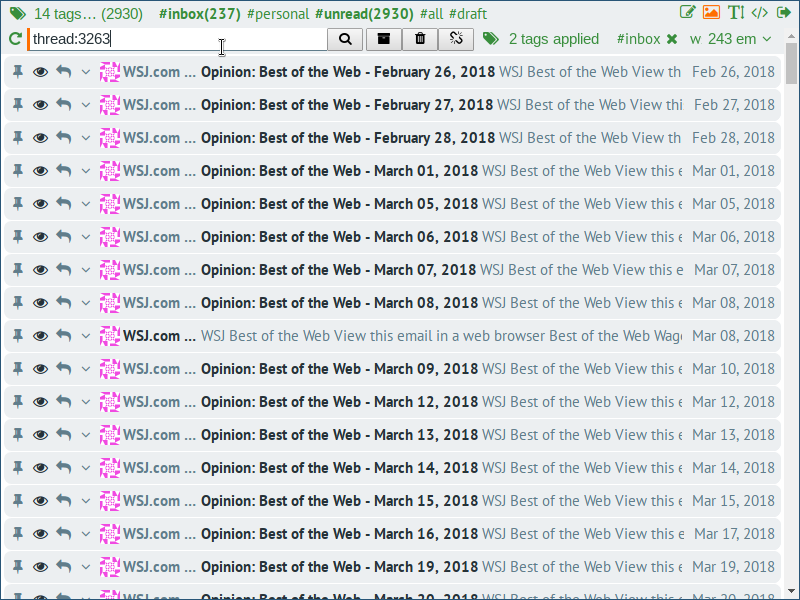 14 tags… (2930) #inbox(237) #personal #unread(2930) #all #draft
thread:3263 2 tags applied #inbox w 243 em
WSJ.com ... Opinion: Best of the Web - February 26, 2018 WSJ Best of the Web View th Feb 26, 2018
WSJ.com ... Opinion: Best of the Web - February 27, 2018 WSJ Best of the Web View thi Feb 27, 2018
WSJ.com ... Opinion: Best of the Web - February 28, 2018 WSJ Best of the Web View th Feb 28, 2018
WSJ.com ... Opinion: Best of the Web - March 01, 2018 WSJ Best of the Web View this e Mar 01, 2018
WSJ.com ... Opinion: Best of the Web - March 05, 2018 WSJ Best of the Web View this e Mar 05, 2018
WSJ.com ... Opinion: Best of the Web - March 06, 2018 WSJ Best of the Web View this e Mar 06, 2018
WSJ.com ... Opinion: Best of the Web - March 07, 2018 WSJ Best of the Web View this e Mar 07, 2018
WSJ.com ... Opinion: Best of the Web - March 08, 2018 WSJ Best of the Web View this e Mar 08, 2018
WSJ.com ... WSJ Best of the Web View this email in a web browser Best of the Web Wage Mar 08, 2018
WSJ.com ... Opinion: Best of the Web - March 09, 2018 WSJ Best of the Web View this e Mar 10, 2018
WSJ.com ... Opinion: Best of the Web - March 12, 2018 WSJ Best of the Web View this e Mar 12, 2018
WSJ.com ... Opinion: Best of the Web - March 13, 2018 WSJ Best of the Web View this e Mar 13, 2018
WSJ.com ... Opinion: Best of the Web - March 14, 2018 WSJ Best of the Web View this e Mar 14, 2018
WSJ.com ... Opinion: Best of the Web - March 15, 2018 WSJ Best of the Web View this e Mar 15, 2018
WSJ.com ... Opinion: Best of the Web - March 16, 2018 WSJ Best of the Web View this e Mar 17, 2018
WSJ.com ... Opinion: Best of the Web - March 19, 2018 WSJ Best of the Web View this e Mar 19, 2018
WSJ.com ... Opinion: Best of the Web - March 20, 2018 WSJ Best of the Web View this e Mar 20, 2018